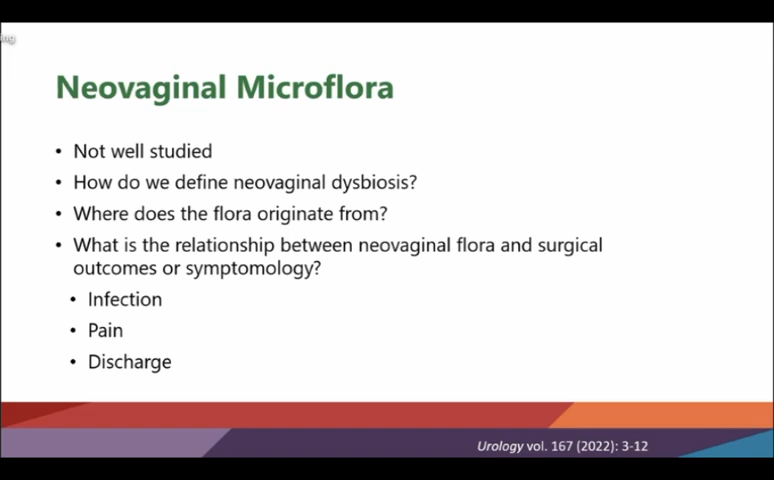 ing
Neovaginal Microflora
• Not well studied
• How do we define neovaginal dysbiosis?
• Where does the flora originate from?
• What is the relationship between neovaginal flora and surgical
outcomes or symptomology?
• Infection
• Pain
• Discharge
Urology vol. 167 (2022): 3-12